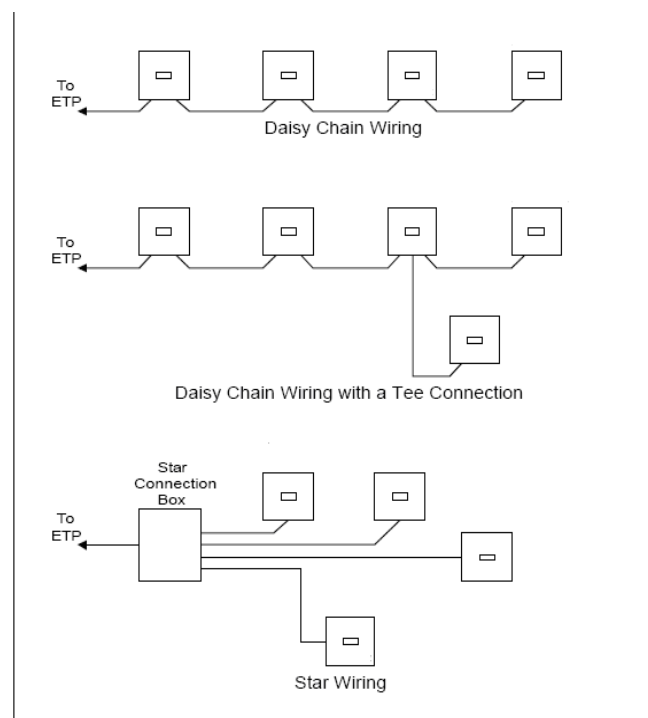 To
ETP
Daisy Chain Wiring
To
ETP
Daisy Chain Wiring with a Tee Connection
Star
Connection
Box
To
ETP
Star Wiring